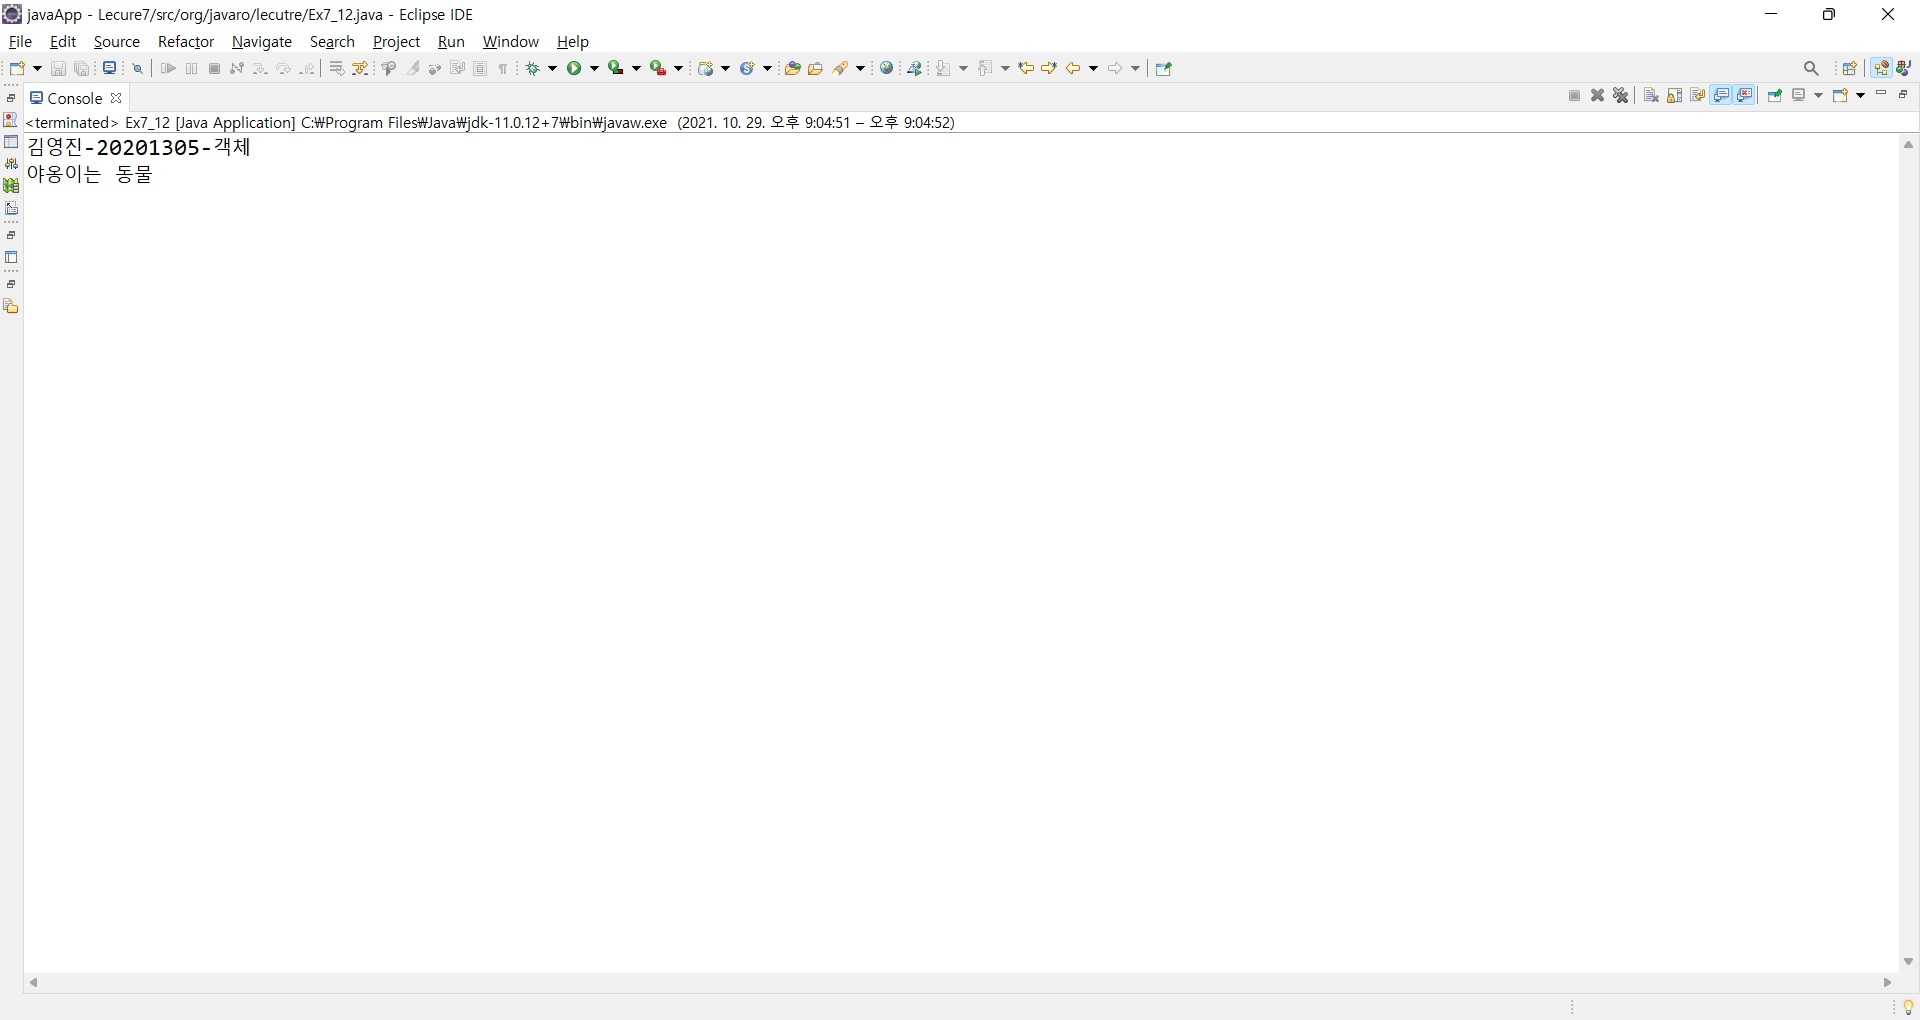 javaApp - Lecure7/src/org/javaro/lecutre/Ex7_12.java - Eclipse IDE
File Edit Source Refactor Navigate Search Project Run Window Help
Console
<terminated> Ex7_12 [Java Application] C:₩Program Files₩Java₩jdk-11.0.12+7₩bin₩javaw.exe (2021. 10. 29. 오후 9:04:51 – 오후 9:04:52)
김영진-20201305-객체
야옹이는 동물